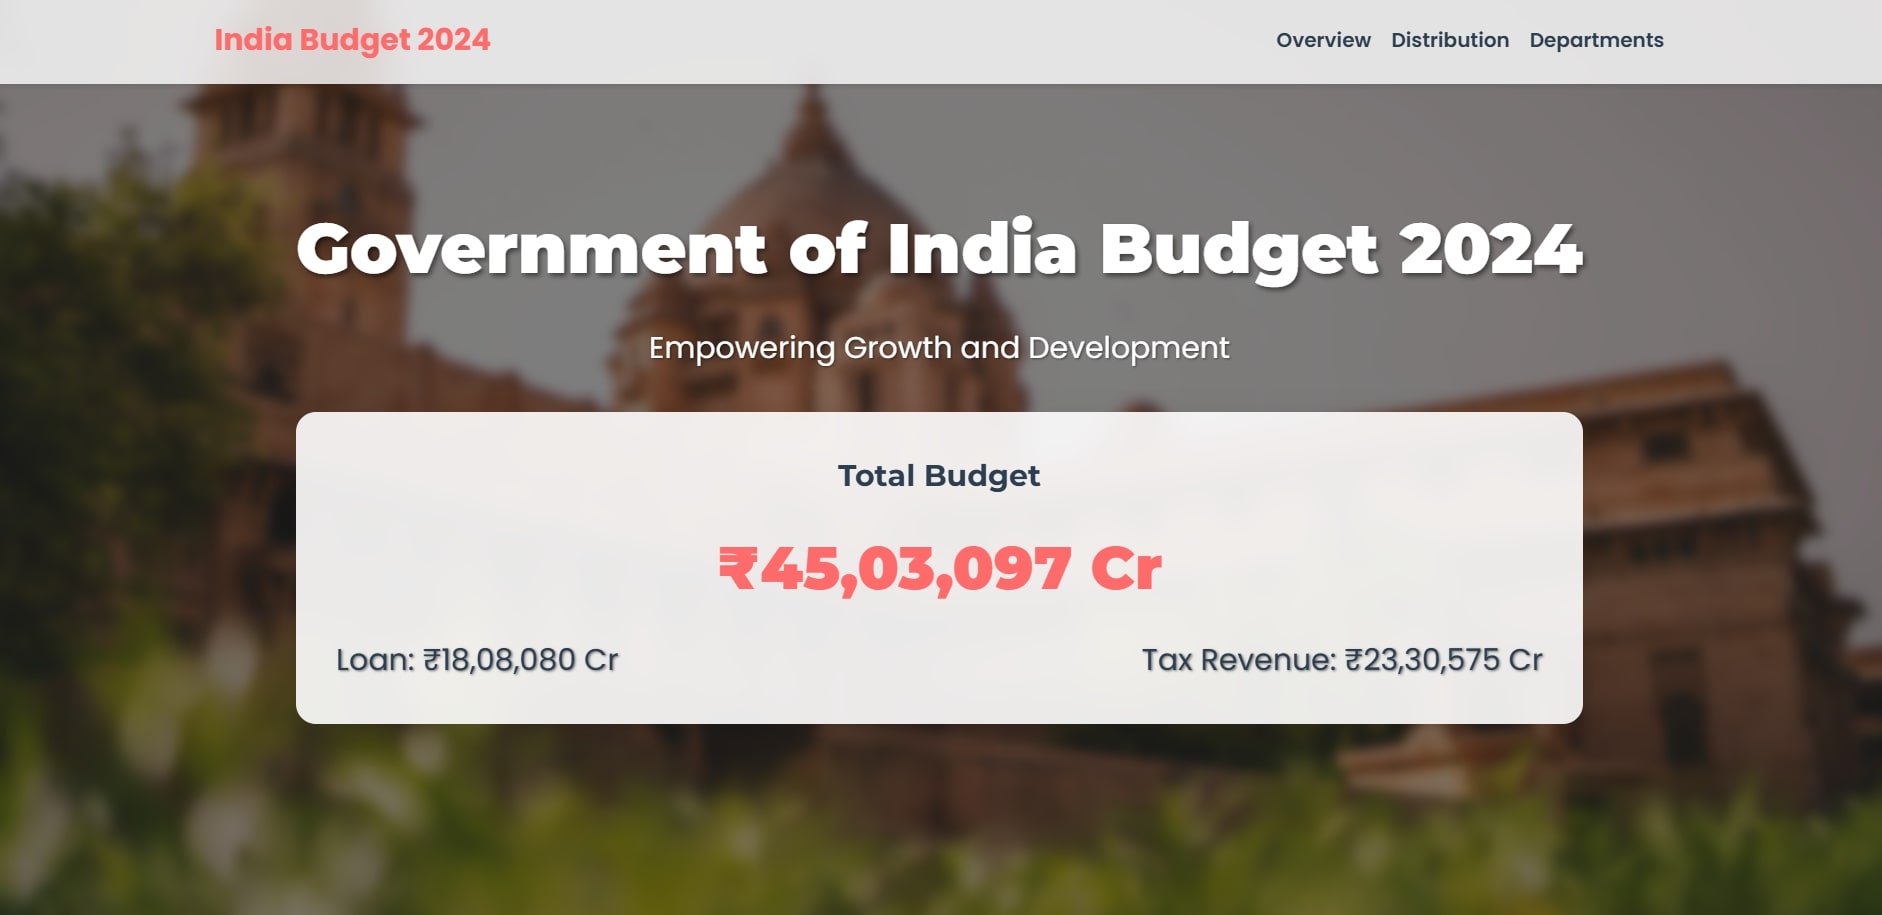 India Budget 2024
Overview Distribution Departments
Government of India Budget 2024
Empowering Growth and Development
Total Budget
₹45,03,097 Cr
Loan: ₹18,08,080 Cr
Tax Revenue: ₹23,30,575 Cr